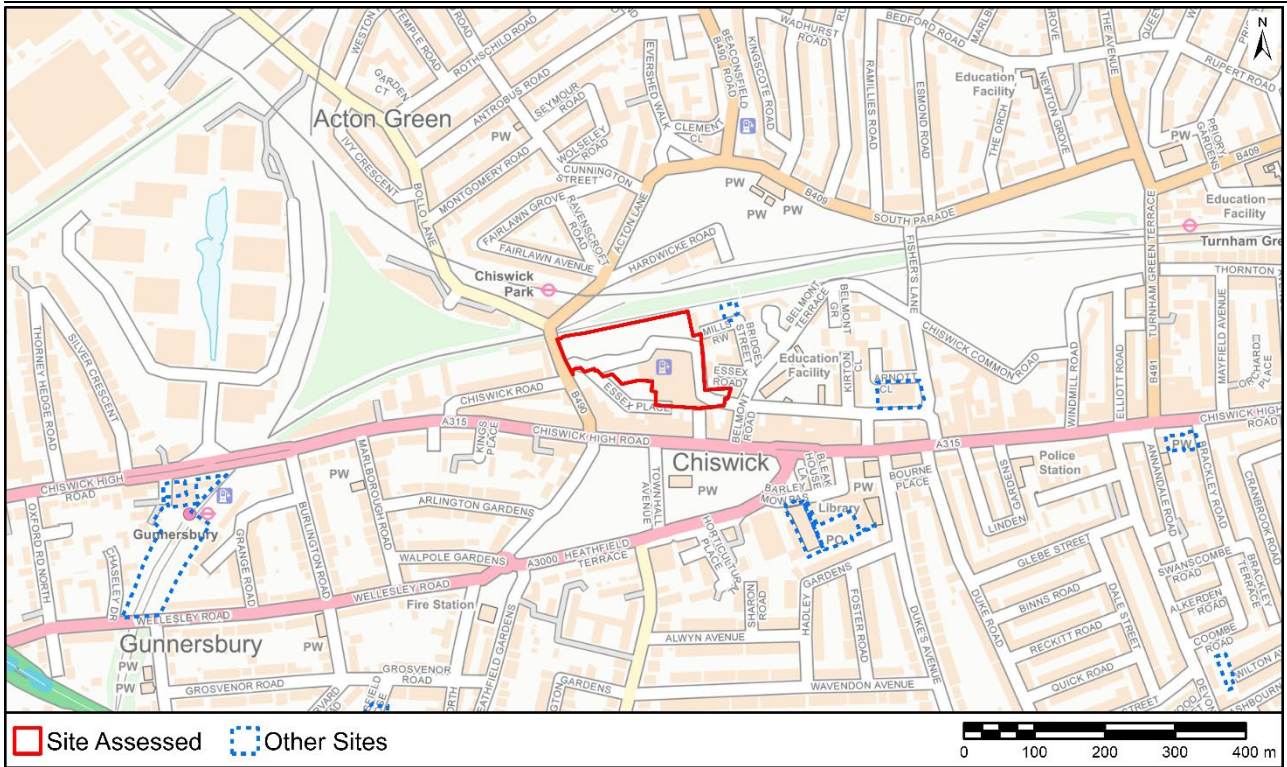 N
WESTON
TEMPLE ROAD
ROTHSCHILD ROAD
GARDEN CT
ANTROBUS ROAD
SEYMOUR ROAD
EVERSHED WALK
BEACONSFIELD
B490 ROAD
KINGSCOTE ROAD
WADHURST ROAD
RAMILLIES ROAD
BEDFORD ROAD
ESMOND ROAD
Education
Facility
THE ORCH
NEWTON GROVE
THE AVENUE
RUPERT ROAD
PW
PRIORY GARDENS
B409
Acton Green
PW
WOLSELEY ROAD
CLEMENT CL
IVY CRESCENT
MONTGOMERY ROAD
CUNNINGTON STREET
BOLLO LANE
FAIRLAWN GROVE
RAVENSCROFT ROAD
FAIRLAWN AVENUE
ACTON LANE
HARDWICKE ROAD
PW
PW
PW
B409
SOUTH PARADE
FISHER'S LANE
Education
Facility
Turnham Gre
TURNHAM GREEN TERRACE
B491
THORNTON A
MAYFIELD AVENUE
ORCHARD PLACE
Chiswick
Park
THORNEY HEDGE ROAD
SILVER CRESCENT
MILLS RW
BRIDGE STREET
BELMONT TERRACE
BELMONT GR
CHISWICK COMMON ROAD
Education
Facility
KIRTON CL
ARNOTT CL
WINDMILL ROAD
ELLIOTT ROAD
ESSEX ROAD
ESSEX PLACE
CHISWICK ROAD
B490
BELMONT ROAD
A315
KINGS PLACE
CHISWICK HIGH ROAD
A315
CHISWICK HIGH ROAD
CHISWICK HIGH ROAD
OXFORD RD NORTH
PW
MARLBOROUGH ROAD
BURLINGTON ROAD
ARLINGTON GARDENS
TOWN HALL AVENUE
PW
Chiswick
BARLEY MOW PAS
PW
Library
PO
BOURNE PLACE
Police
Station
LINDEN GARDENS
ANNANDALE ROAD
PW
BRACKLEY ROAD
CRANBROOK ROAD
Gunnersbury
GRANGE ROAD
CHASELEY DR
WALPOLE GARDENS
A3000
HEATHFIELD TERRACE
HORTICULTURAL PLACE
SHARON ROAD
HADLEY GARDENS
FOSTER ROAD
DUKE'S AVENUE
DUKE ROAD
GLEBE STREET
BINNS ROAD
RECKITT ROAD
QUICK ROAD
DALE STREET
SWANSCOMBE ROAD
ALKERDEN ROAD
BRACKLEY TERRACE
COOMBE ROAD
WILTON A
WELLESLEY ROAD
WELLESLEY ROAD
Fire Station
Gunnersbury
PW
PW
ALWYN AVENUE
GROSVENOR ROAD
GROSVENOR ROAD
EATHFIELD GARDENS
GARDENS
WAVENDON AVENUE
Site Assessed
Other Sites
0 100 200 300 400 m